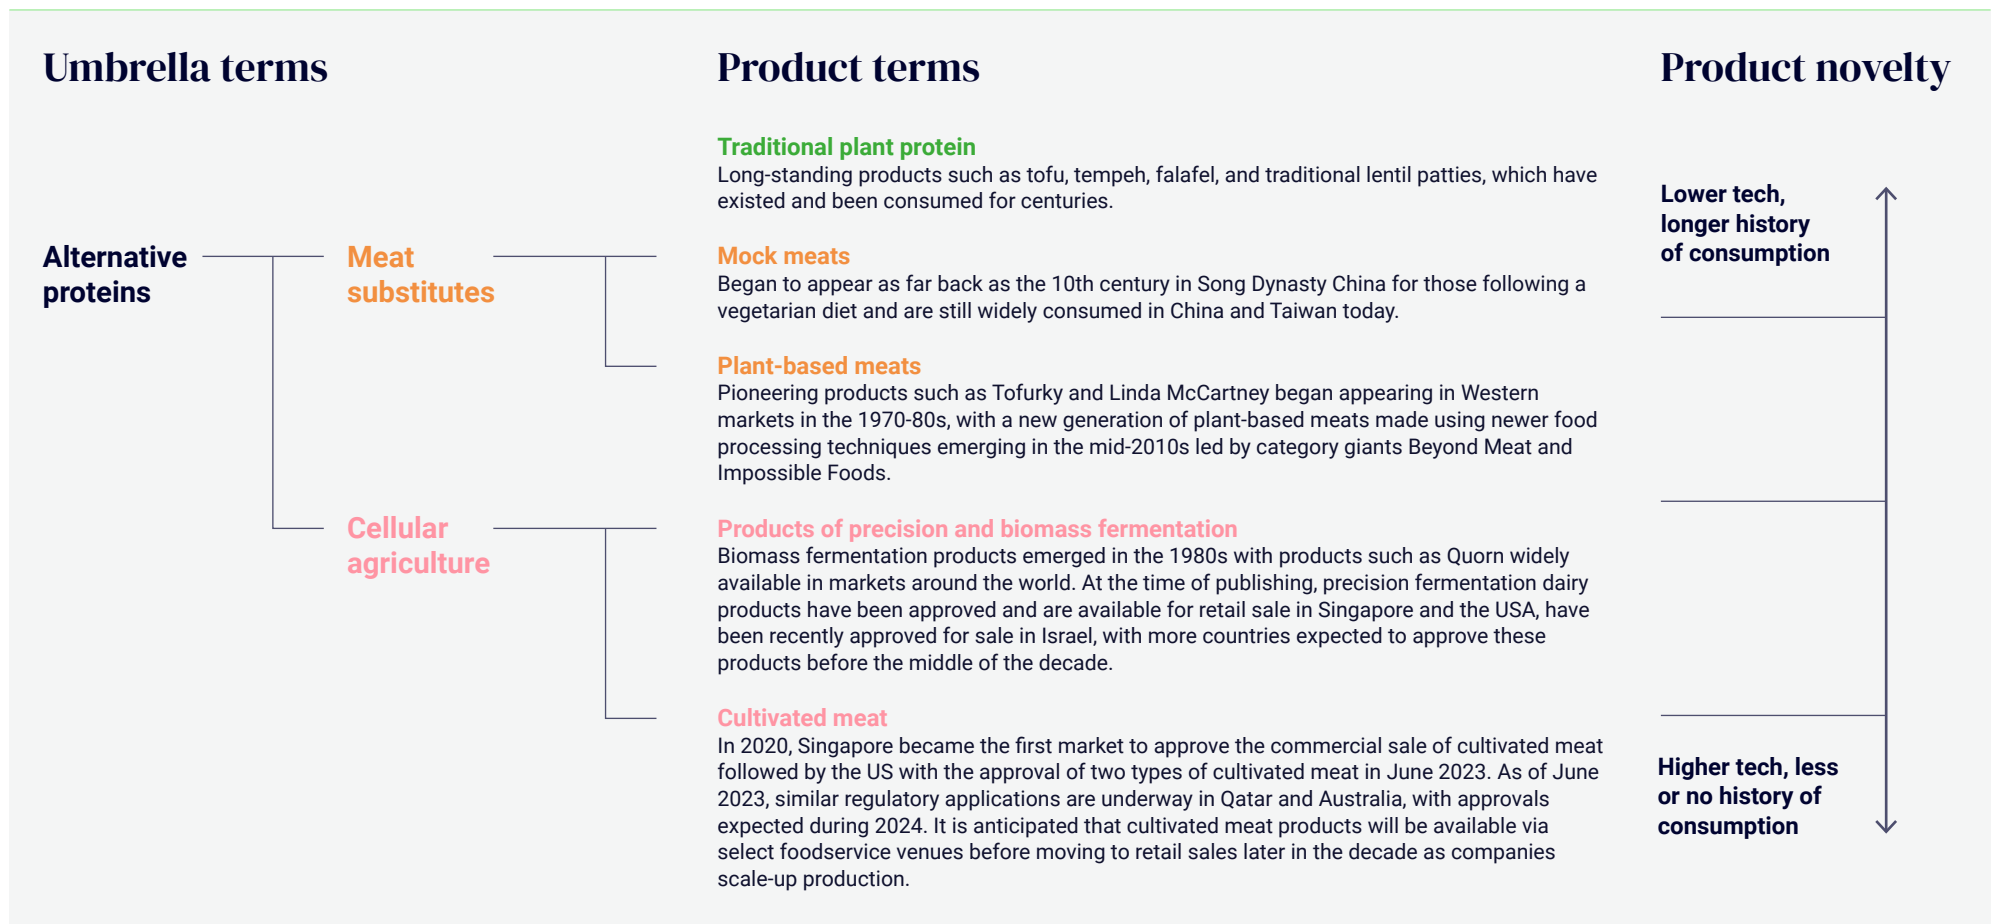 Umbrella terms
Product terms
Product novelty
Alternative
proteins
Meat
substitutes
Cellular
agriculture
Traditional plant protein
Long-standing products such as tofu, tempeh, falafel, and traditional lentil patties, which have
existed and been consumed for centuries.
Mock meats
Began to appear as far back as the 10th century in Song Dynasty China for those following a
vegetarian diet and are still widely consumed in China and Taiwan today.
Plant-based meats
Pioneering products such as Tofurky and Linda McCartney began appearing in Western
markets in the 1970-80s, with a new generation of plant-based meats made using newer food
processing techniques emerging in the mid-2010s led by category giants Beyond Meat and
Impossible Foods.
Products of precision and biomass fermentation
Biomass fermentation products emerged in the 1980s with products such as Quorn widely
available in markets around the world. At the time of publishing, precision fermentation dairy
products have been approved and are available for retail sale in Singapore and the USA, have
been recently approved for sale in Israel, with more countries expected to approve these
products before the middle of the decade.
Cultivated meat
In 2020, Singapore became the first market to approve the commercial sale of cultivated meat
followed by the US with the approval of two types of cultivated meat in June 2023. As of June
2023, similar regulatory applications are underway in Qatar and Australia, with approvals
expected during 2024. It is anticipated that cultivated meat products will be available via
select foodservice venues before moving to retail sales later in the decade as companies
scale-up production.
Lower tech,
longer history
of consumption
Higher tech, less
or no history of
consumption